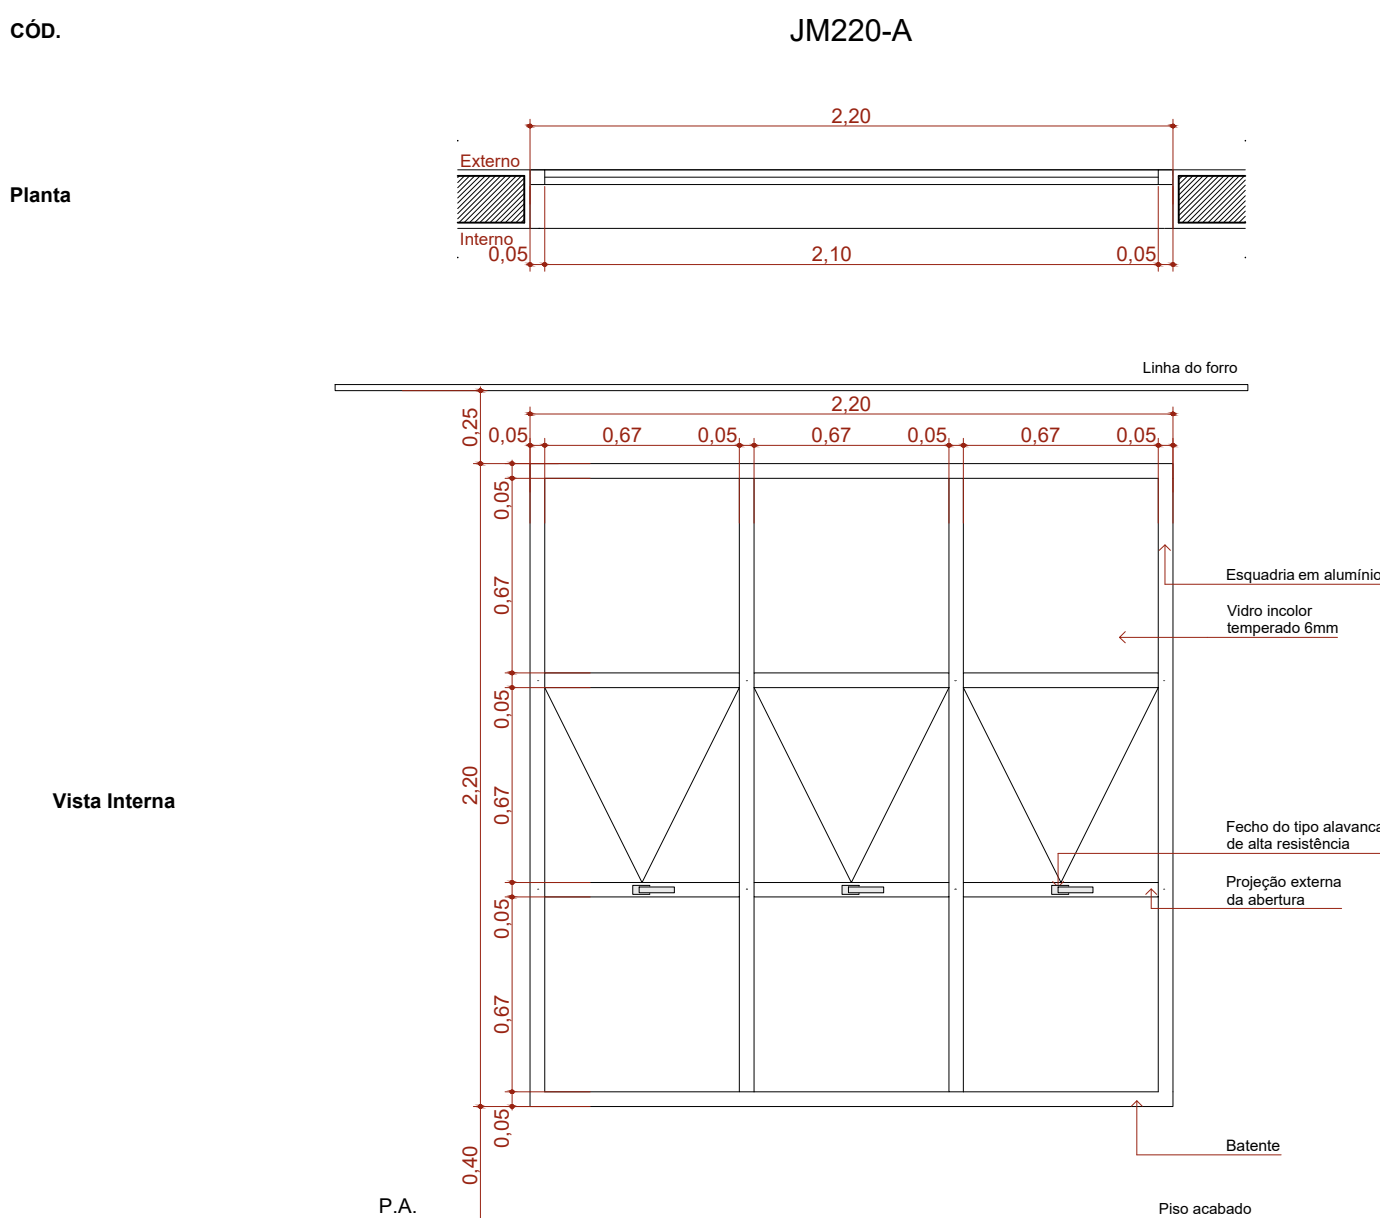 CÓD.
JM220-A
2,20
Externo
Planta
Interno
0,05
2,10
0,05
Linha do forro
2,20
0,25
0,05
0,67
0,05
0,67
0,05
0,67
0,05
0,05
0,67
Esquadria em alumínio
Vidro incolor
temperado 6mm
0,05
2,20
0,67
Vista Interna
Fecho do tipo alavanca
de alta resistência
Projeção externa
da abertura
0,05
0,67
0,05
0,40
Batente
P.A.
Piso acabado